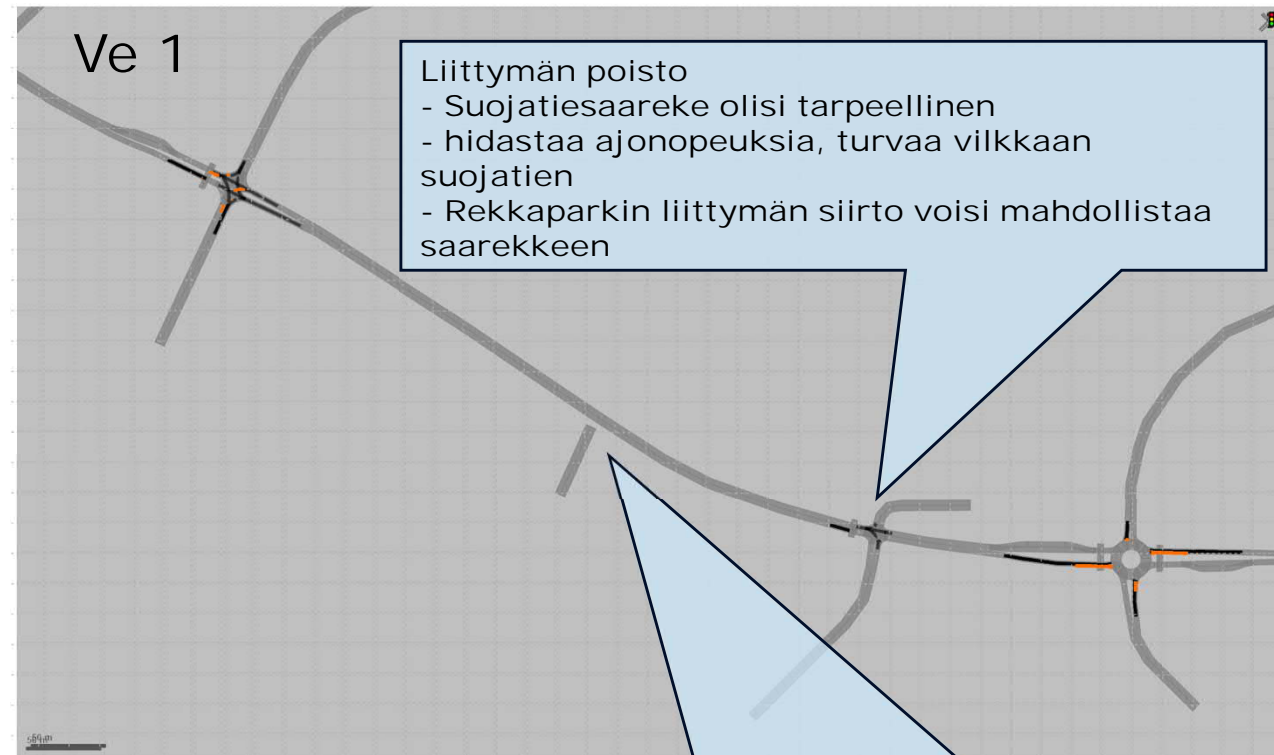 Ve 1
Liittymän poisto
- Suojatiesaareke olisi tarpeellinen
- hidastaa ajonopeuksia, turvaa vilkkaan
suojatien
- Rekkaparkin liittymän siirto voisi mahdollistaa
saarekkeen